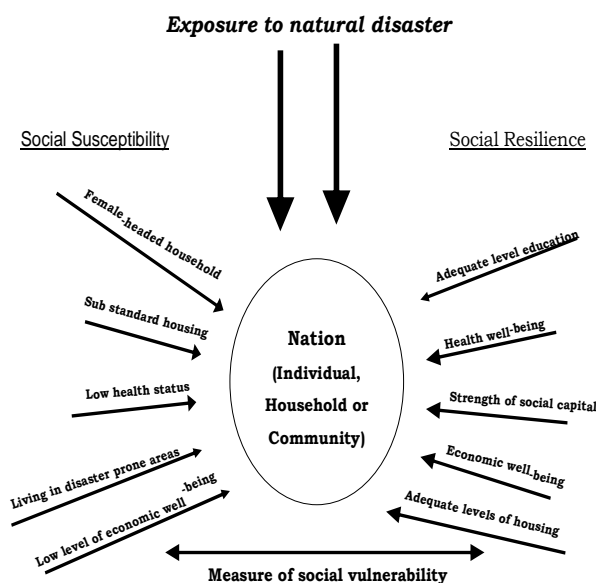 Exposure to natural disaster
Social Susceptibility
Social Resilience
Female-headed household
Sub standard housing
Low health status
Living in disaster prone areas
Low level of economic well-being
Nation
(Individual,
Household or
Community)
Adequate level education
Health well-being
Strength of social capital
Economic well-being
Adequate levels of housing
Measure of social vulnerability